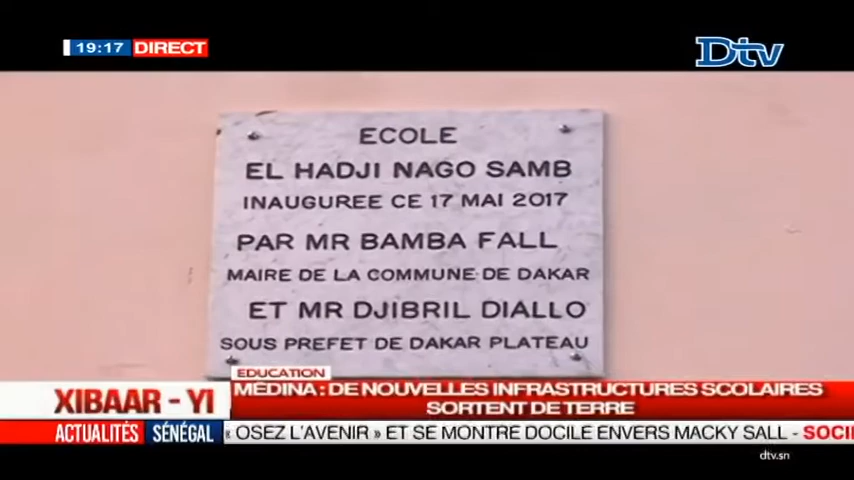 19:17 DIRECT
Dtv
ECOLE
EL HADJI NAGO SAMB
INAUGUREE CE 17 MAI 2017
PAR MR BAMBA FALL
MAIRE DE LA COMMUNE DE DAKAR
ET MR DJIBRIL DIALLO
SOUS PREFET DE DAKAR PLATEAU
EDUCATION
XIBAAR - YI
MÉDINA : DE NOUVELLES INFRASTRUCTURES SCOLAIRES
SORTENT DE TERRE
ACTUALITÉS SÉNÉGAL « OSEZ L'AVENIR » ET SE MONTRE DOCILE ENVERS MACKY SALL - SOCIE
dtv.sn